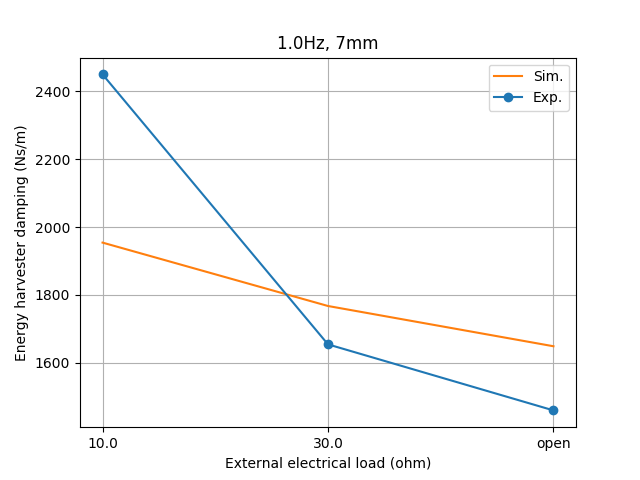 1.0Hz, 7mm
Sim.
Exp.
2400
2200
2000
1800
1600
Energy harvester damping (Ns/m)
10.0
30.0
open
External electrical load (ohm)